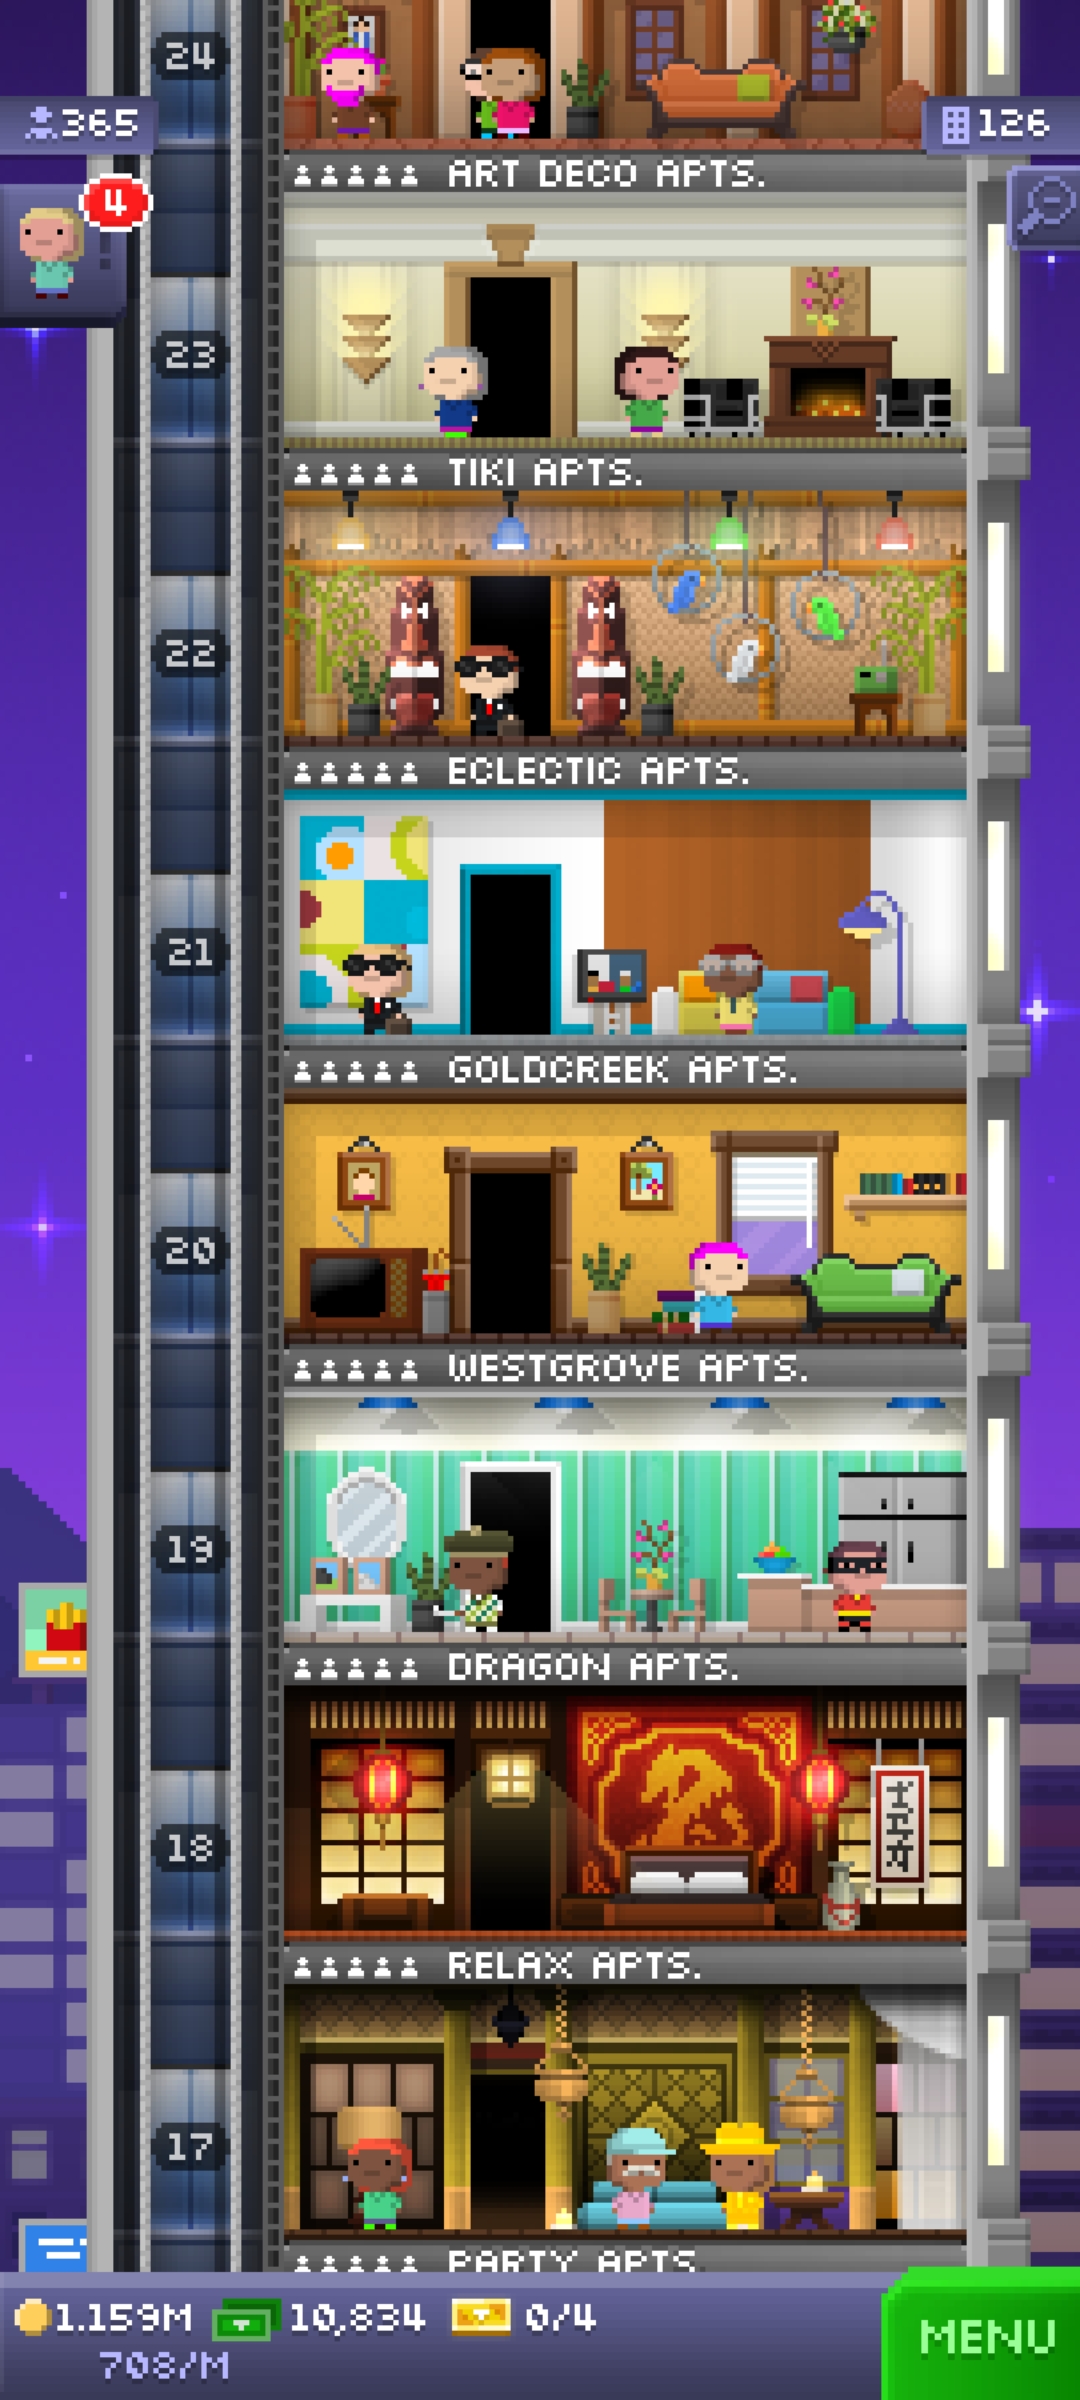 24
365
126
ART DECO APTS.
4
23
TIKI APTS.
22
ECLECTIC APTS.
21
GOLDCREEK APTS.
20
WESTGROVE APTS.
19
DRAGON APTS.
18
RELAX APTS.
17
PARTY APTS.
1.159M 10,834 0/4
708/M
MENU